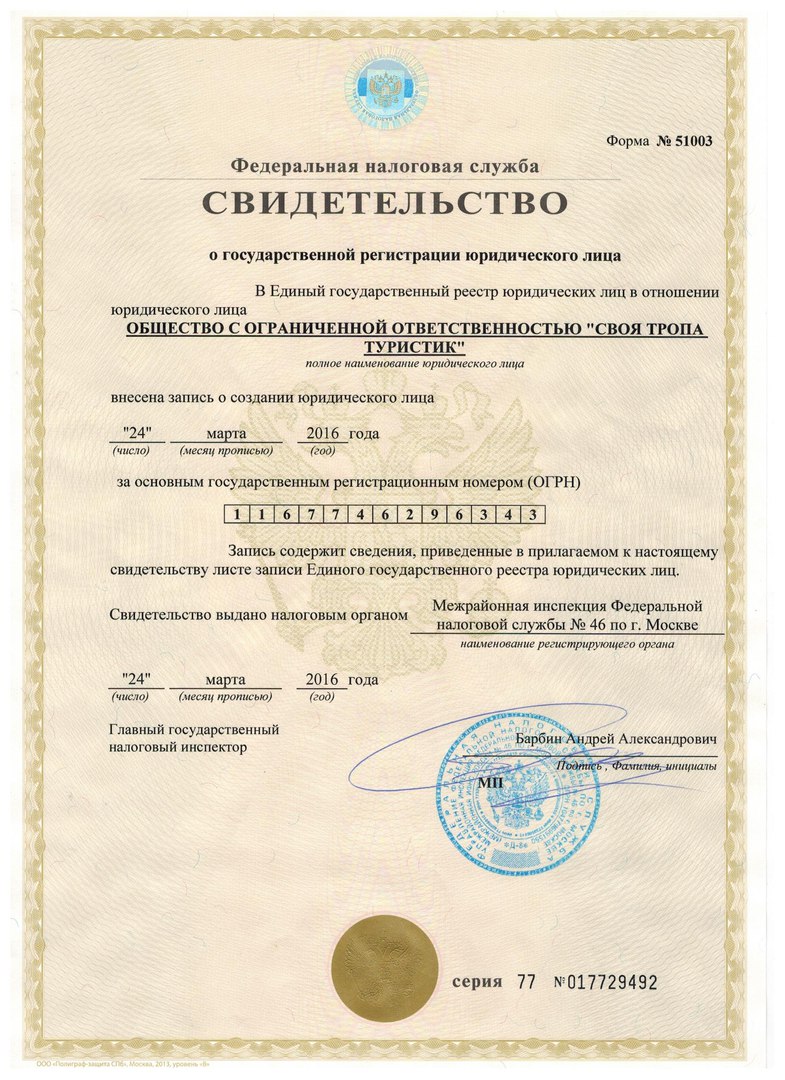 Форма № 51003
Федеральная налоговая служба
СВИДЕТЕЛЬСТВО
о государственной регистрации юридического лица
В Единый государственный реестр юридических лиц в отношении
юридического лица
ОБЩЕСТВО С ОГРАНИЧЕННОЙ ОТВЕТСТВЕННОСТЬЮ "СВОЯ ТРОПА
ТУРИСТИК"
полное наименование юридического лица
внесена запись о создании юридического лица
"24" марта 2016 года
(число) (месяц прописью) (год)
за основным государственным регистрационным номером (ОГРН)
1 1 6 7 7 4 6 2 9 6 3 4 3
Запись содержит сведения, приведенные в прилагаемом к настоящему
свидетельству листе записи Единого государственного реестра юридических лиц.
Свидетельство выдано налоговым органом
Межрайонная инспекция Федеральной
налоговой службы № 46 по г. Москве
наименование регистрирующего органа
"24" марта 2016 года
(число) (месяц прописью) (год)
Главный государственный
налоговый инспектор
Барбин Андрей Александрович
Подпись , Фамилия, инициалы
МП
ФЕДЕРАЛЬНАЯ НАЛОГОВАЯ СЛУЖБА
серия 77 №017729492
ООО «Полиграф-защита СПб», Москва, 2013, уровень «В»